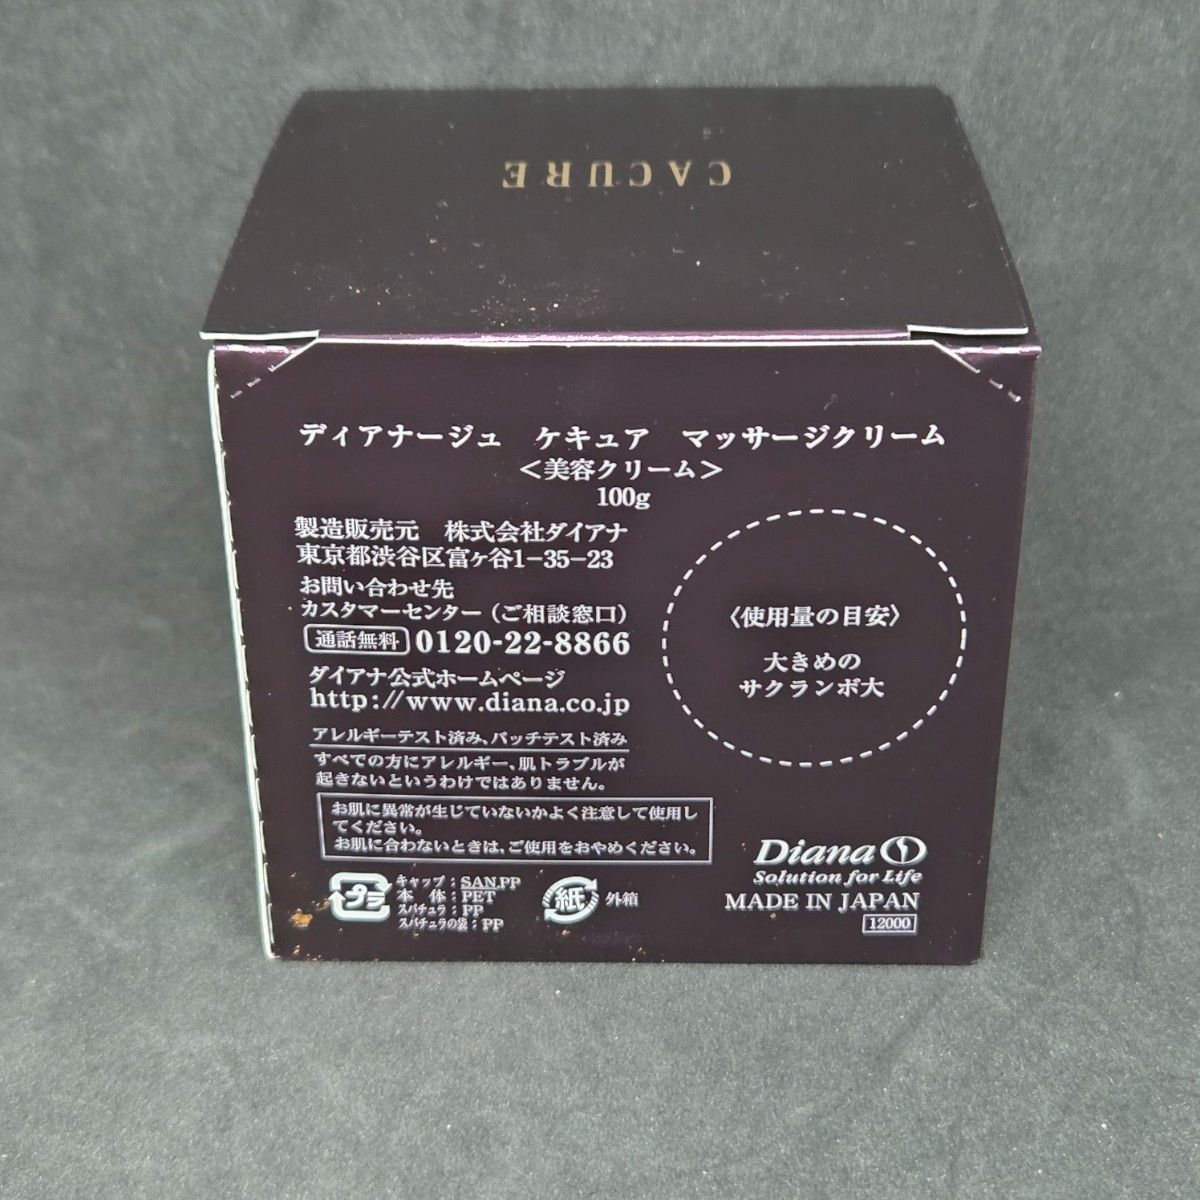 CACURE
ディアナージュ ケキュア マッサージクリーム
＜美容クリーム＞
100g
製造販売元 株式会社ダイアナ
東京都渋谷区富ヶ谷1-35-23
お問い合わせ先
カスタマーセンター（ご相談窓口）
通話無料 0120-22-8866
ダイアナ公式ホームページ
http://www.diana.co.jp
アレルギーテスト済み、パッチテスト済み
すべての方にアレルギー、肌トラブルが
起きないというわけではありません。
お肌に異常が生じていないかよく注意して使用し
てください。
お肌に合わないときは、ご使用をおやめください。
プラ
キャップ：SAN,PP
本 体：PET
スパチュラ：PP
スパチュラの袋：PP
紙 外箱
〈使用量の目安〉
大きめの
サクランボ大
Diana
Solution for Life
MADE IN JAPAN
12000